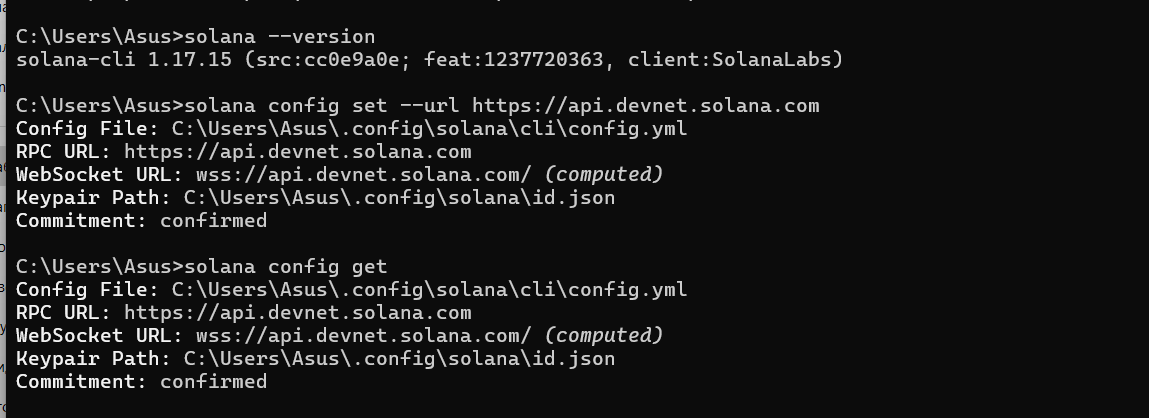 C:\Users\Asus>solana --version
solana-cli 1.17.15 (src:cc0e9a0e; feat:1237720363, client:SolanaLabs)
C:\Users\Asus>solana config set --url https://api.devnet.solana.com
Config File: C:\Users\Asus\.config\solana\cli\config.yml
RPC URL: https://api.devnet.solana.com
WebSocket URL: wss://api.devnet.solana.com/ (computed)
Keypair Path: C:\Users\Asus\.config\solana\id.json
Commitment: confirmed
C:\Users\Asus>solana config get
Config File: C:\Users\Asus\.config\solana\cli\config.yml
RPC URL: https://api.devnet.solana.com
WebSocket URL: wss://api.devnet.solana.com/ (computed)
Keypair Path: C:\Users\Asus\.config\solana\id.json
Commitment: confirmed